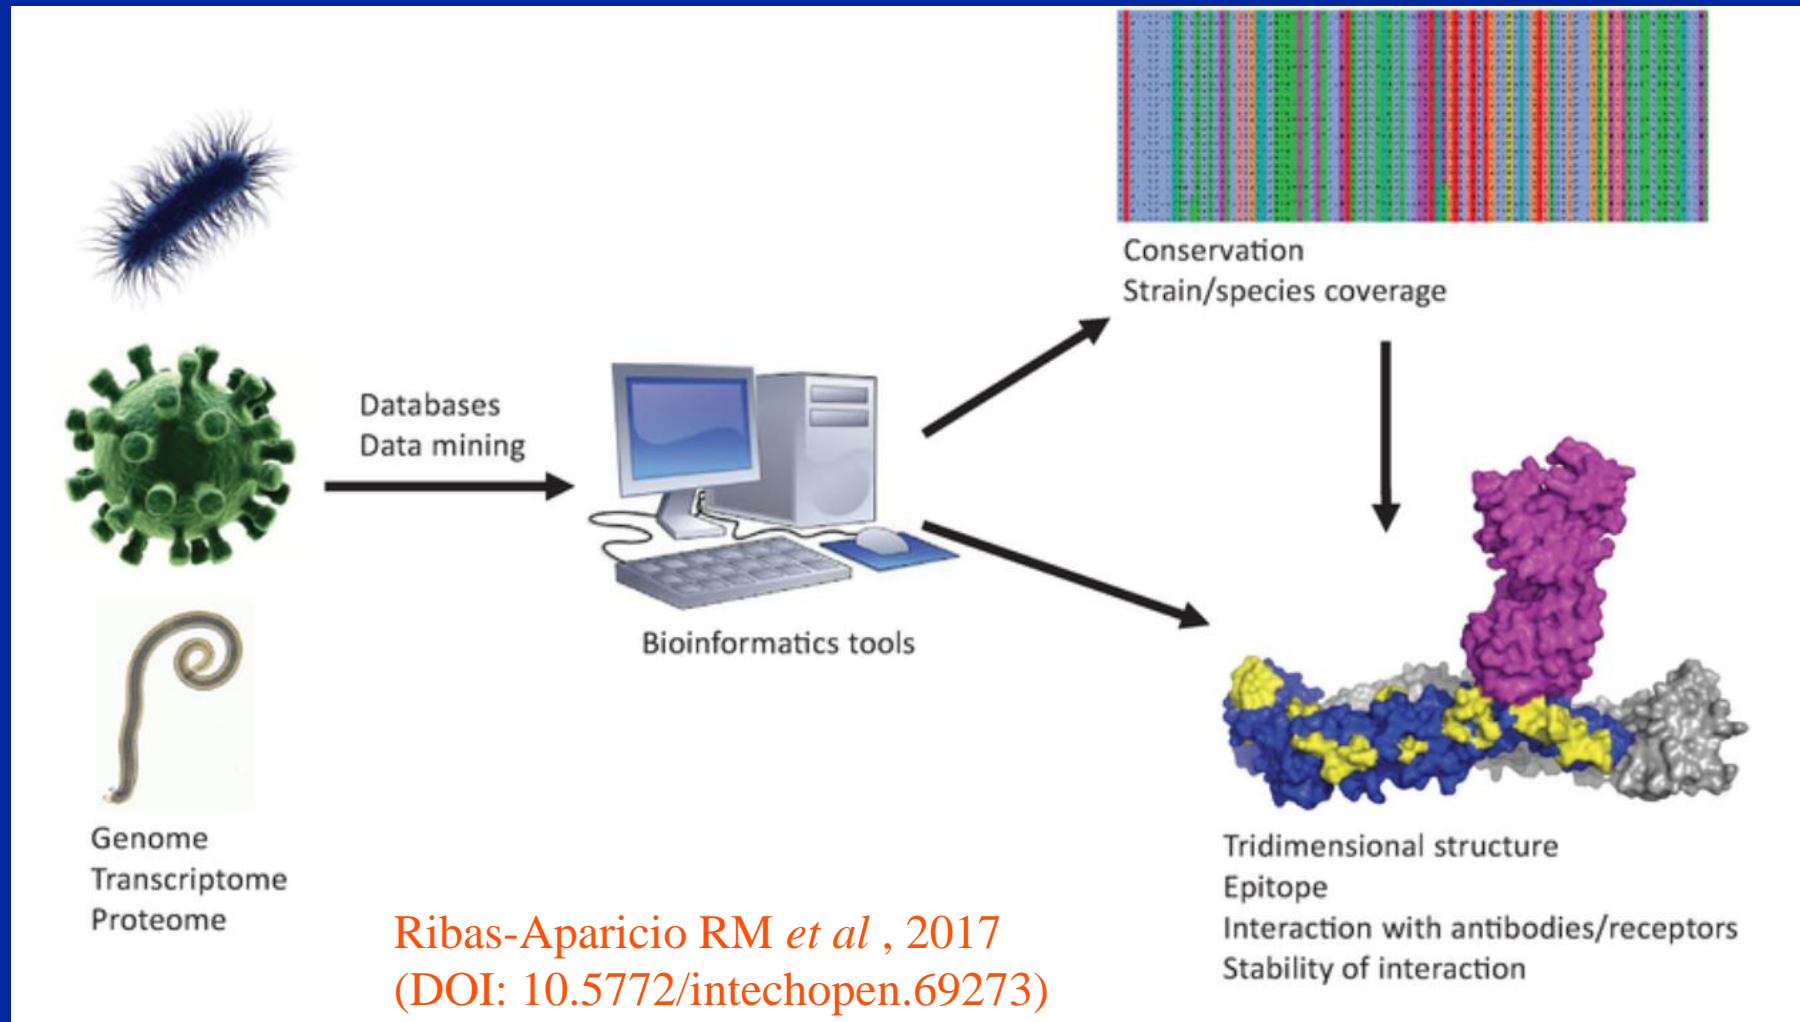 Conservation
Strain/species coverage
Databases
Data mining
Bioinformatics tools
Genome
Transcriptome
Proteome
Tridimensional structure
Epitope
Interaction with antibodies/receptors
Stability of interaction
Ribas-Aparicio RM et al , 2017
(DOI: 10.5772/intechopen.69273)